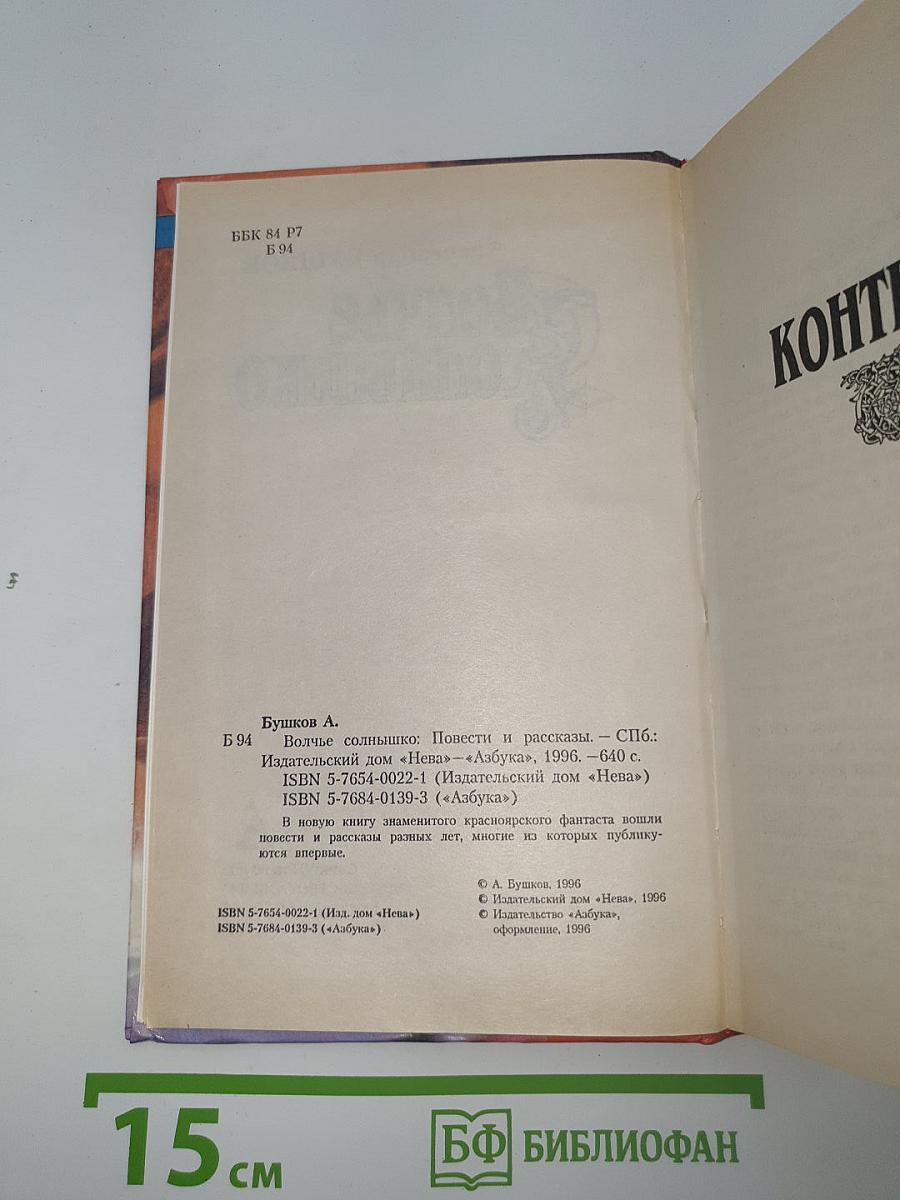 ББК 84 Р7
Б 94
КОНТ
Бушков А.
Б 94 Волчье солнышко: Повести и рассказы. — СПб.:
Издательский дом «Нева»—«Азбука», 1996. —640 с.
ISBN 5-7654-0022-1 (Издательский дом «Нева»)
ISBN 5-7684-0139-3 («Азбука»)
В новую книгу знаменитого красноярского фантаста вошли
повести и рассказы разных лет, многие из которых публику-
ются впервые.
© А. Бушков, 1996
© Издательский дом «Нева», 1996
© Издательство «Азбука»,
оформление, 1996
ISBN 5-7654-0022-1 (Изд. дом «Нева»)
ISBN 5-7684-0139-3 («Азбука»)
15 см
БФ БИБЛИОФАН